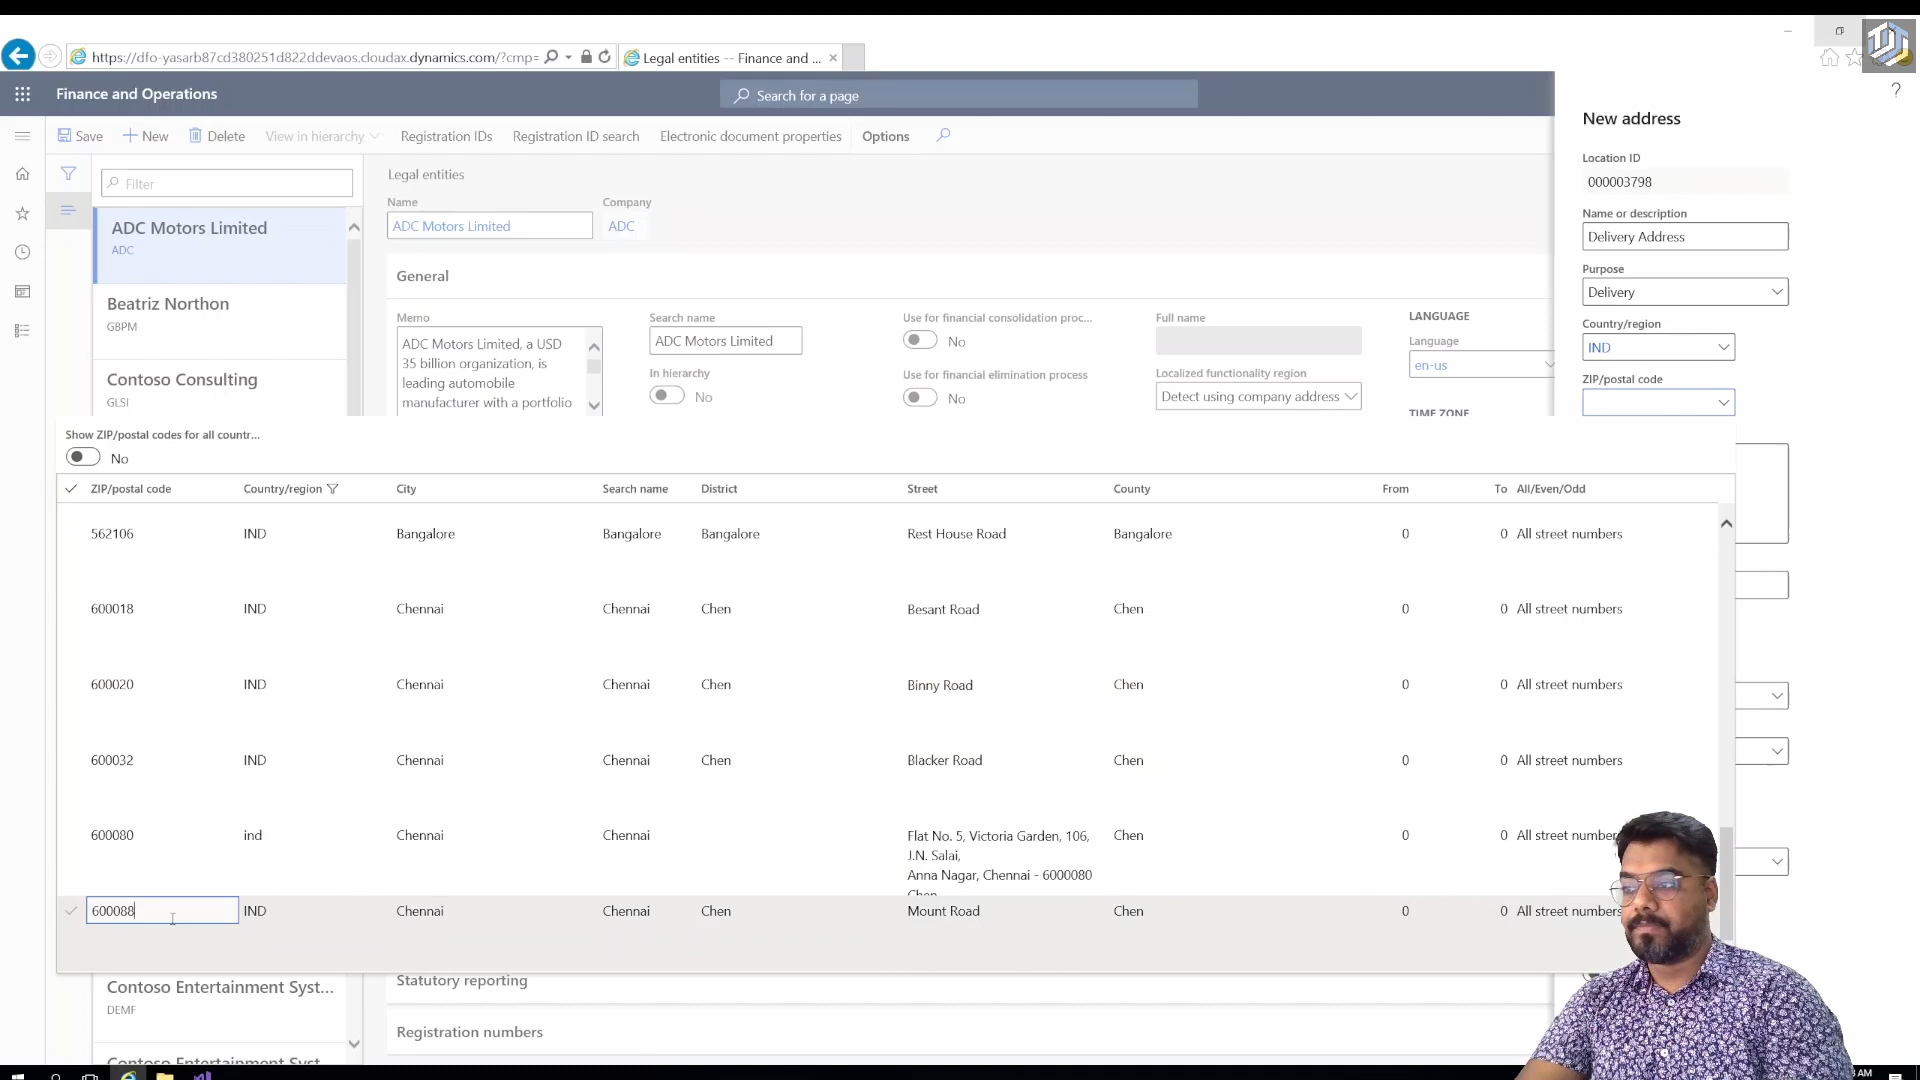 https://dfo-yasarb87cd380251d822ddevaos.cloudax.dynamics.com/?cmp=
Legal entities -- Finance and ...
Finance and Operations
Search for a page
?
Save
New
Delete
View in hierarchy
Registration IDs
Registration ID search
Electronic document properties
Options
Filter
ADC Motors Limited
ADC
Beatriz Northon
GBPM
Contoso Consulting
GLSI
Legal entities
Name
Company
ADC Motors Limited
ADC
General
Memo
ADC Motors Limited, a USD
35 billion organization, is
leading automobile
manufacturer with a portfolio
Search name
ADC Motors Limited
In hierarchy
No
Use for financial consolidation proc...
No
Use for financial elimination process
No
Full name
Localized functionality region
Detect using company address
LANGUAGE
Language
en-us
TIME ZONE
New address
Location ID
000003798
Name or description
Delivery Address
Purpose
Delivery
Country/region
IND
ZIP/postal code
Show ZIP/postal codes for all countr...
No
ZIP/postal code Country/region City Search name District Street County From To All/Even/Odd
562106 IND Bangalore Bangalore Bangalore Rest House Road Bangalore 0 0 All street numbers
600018 IND Chennai Chennai Chen Besant Road Chen 0 0 All street numbers
600020 IND Chennai Chennai Chen Binny Road Chen 0 0 All street numbers
600032 IND Chennai Chennai Chen Blacker Road Chen 0 0 All street numbers
600080 ind Chennai Chennai Flat No. 5, Victoria Garden, 106, Chen 0 0 All street numbers
J.N. Salai,
Anna Nagar, Chennai - 6000080
Chen
600088 IND Chennai Chennai Chen Mount Road Chen 0 0 All street numbers
Contoso Entertainment Syst...
DEMF
Contoso Entertainment Syst
Statutory reporting
Registration numbers
AM